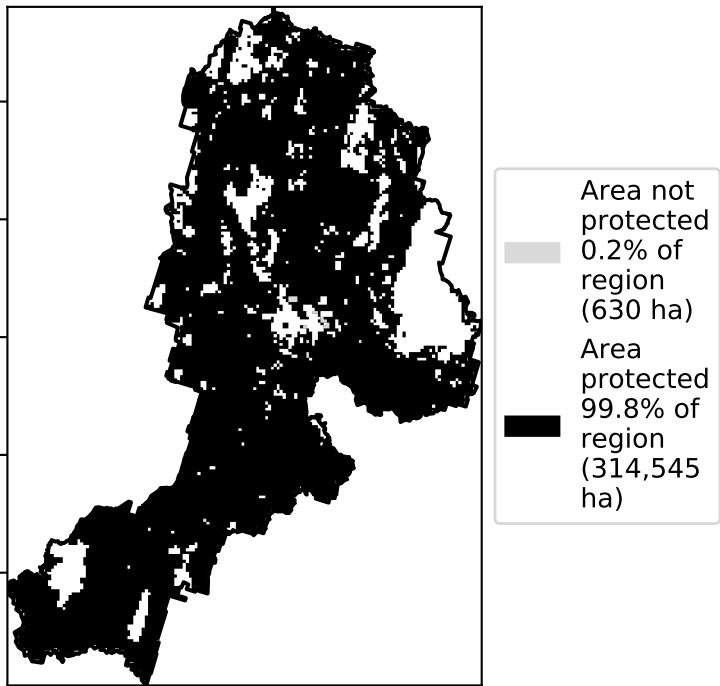 Area not
protected
0.2% of
region
(630 ha)
Area
protected
99.8% of
region
(314,545
ha)